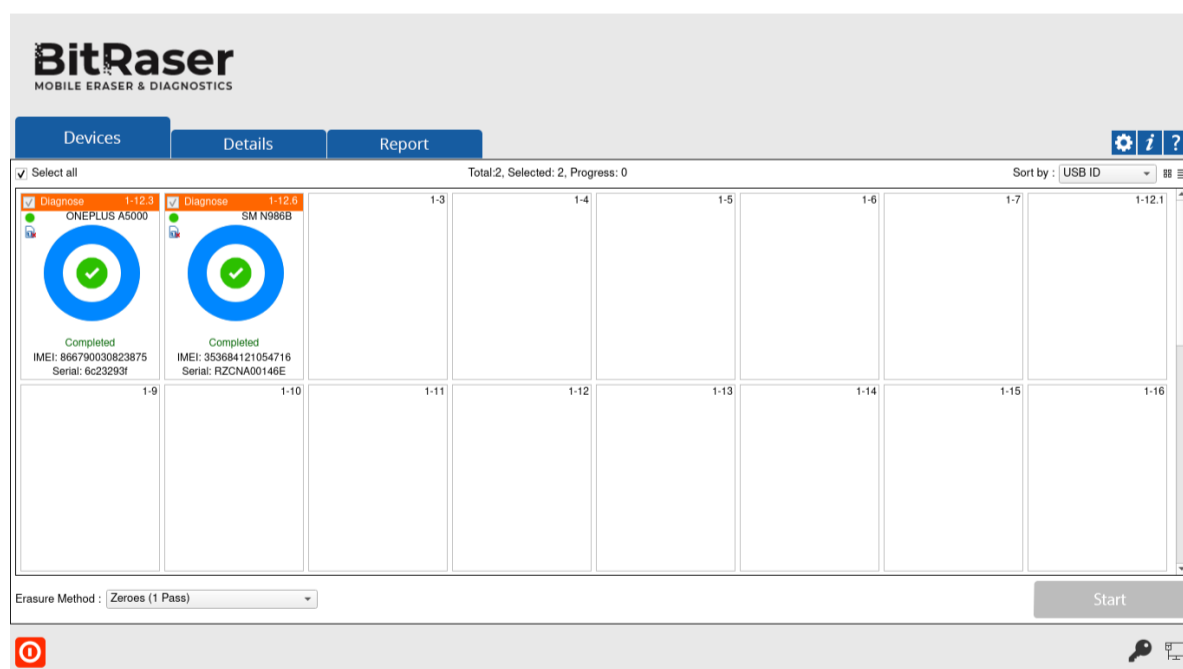 BitRaser
MOBILE ERASER & DIAGNOSTICS
Devices
Details
Report
i
?
Select all
Total:2, Selected: 2, Progress: 0
Sort by : USB ID
Diagnose 1-12.3
ONEPLUS A5000
Completed
IMEI: 866790030823875
Serial: 6c23293f
Diagnose 1-12.6
SM N986B
Completed
IMEI: 353684121054716
Serial: RZCNA00146E
1-3
1-4
1-5
1-6
1-7
1-12.1
1-9
1-10
1-11
1-12
1-13
1-14
1-15
1-16
Erasure Method : Zeroes (1 Pass)
Start